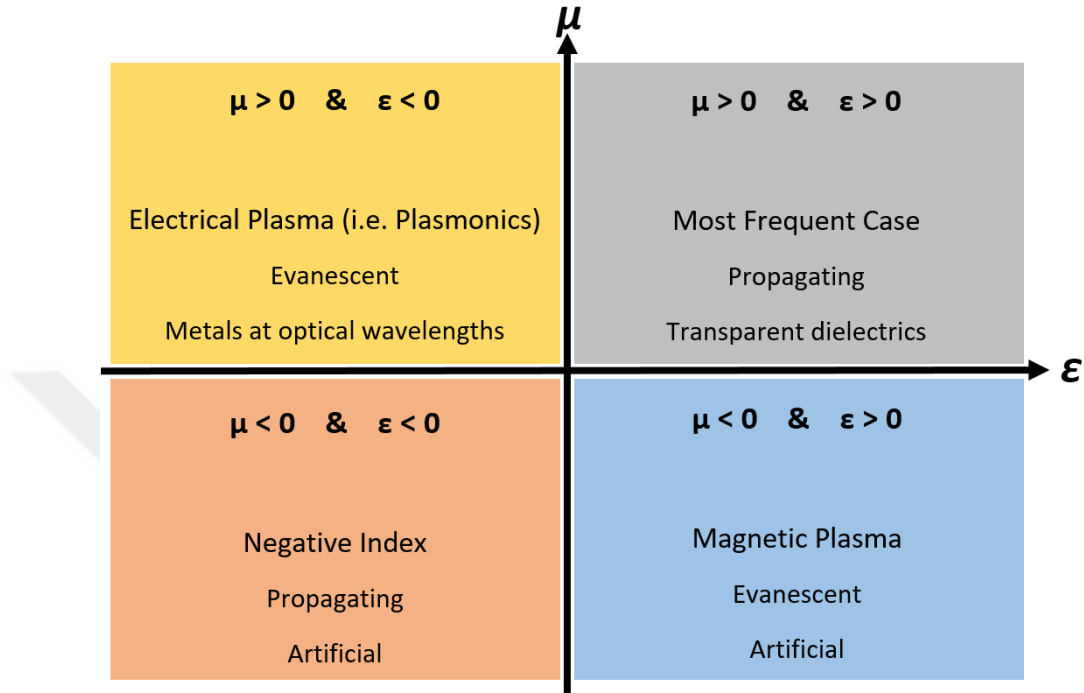 μ
μ > 0 & ε < 0
Electrical Plasma (i.e. Plasmonics)
Evanescent
Metals at optical wavelengths
μ > 0 & ε > 0
Most Frequent Case
Propagating
Transparent dielectrics
ε
μ < 0 & ε < 0
Negative Index
Propagating
Artificial
μ < 0 & ε > 0
Magnetic Plasma
Evanescent
Artificial